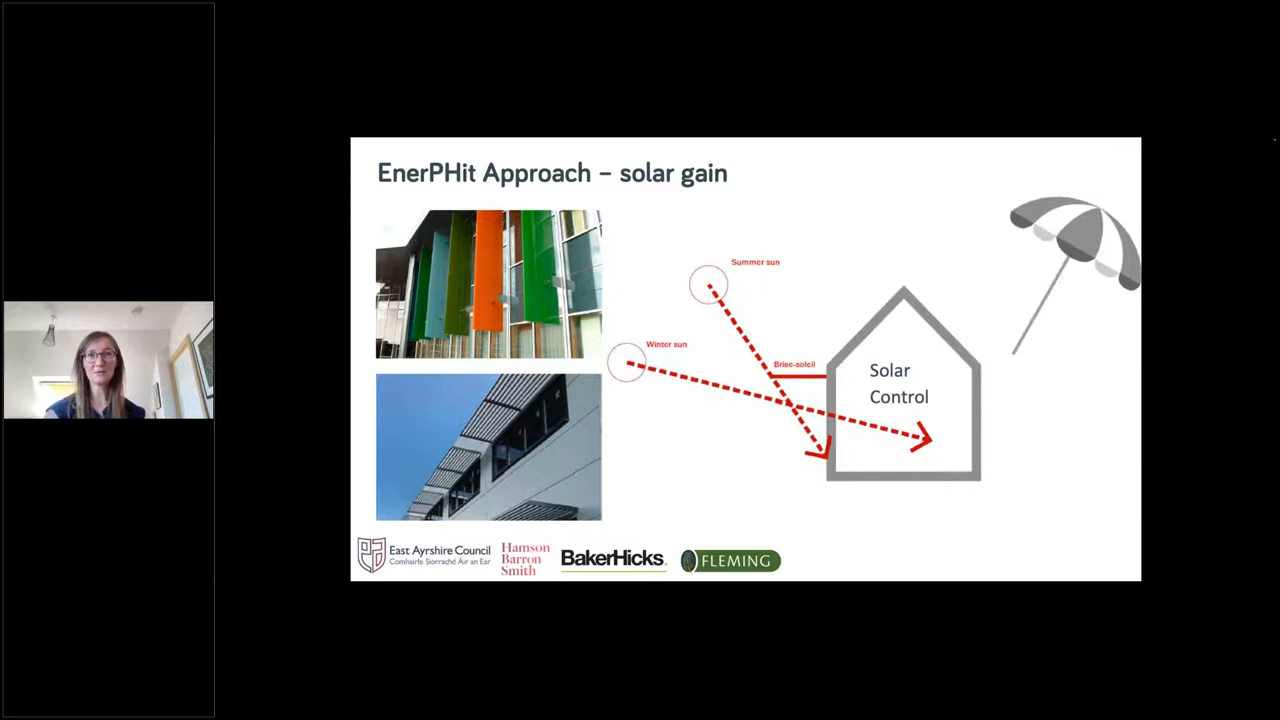 EnerPHit Approach – solar gain
Summer sun
Winter sun
Brise-soleil
Solar
Control
East Ayrshire Council
Comhairle Siorrachd Àir an Ear
Hamson
Barron
Smith
BakerHicks.
FLEMING